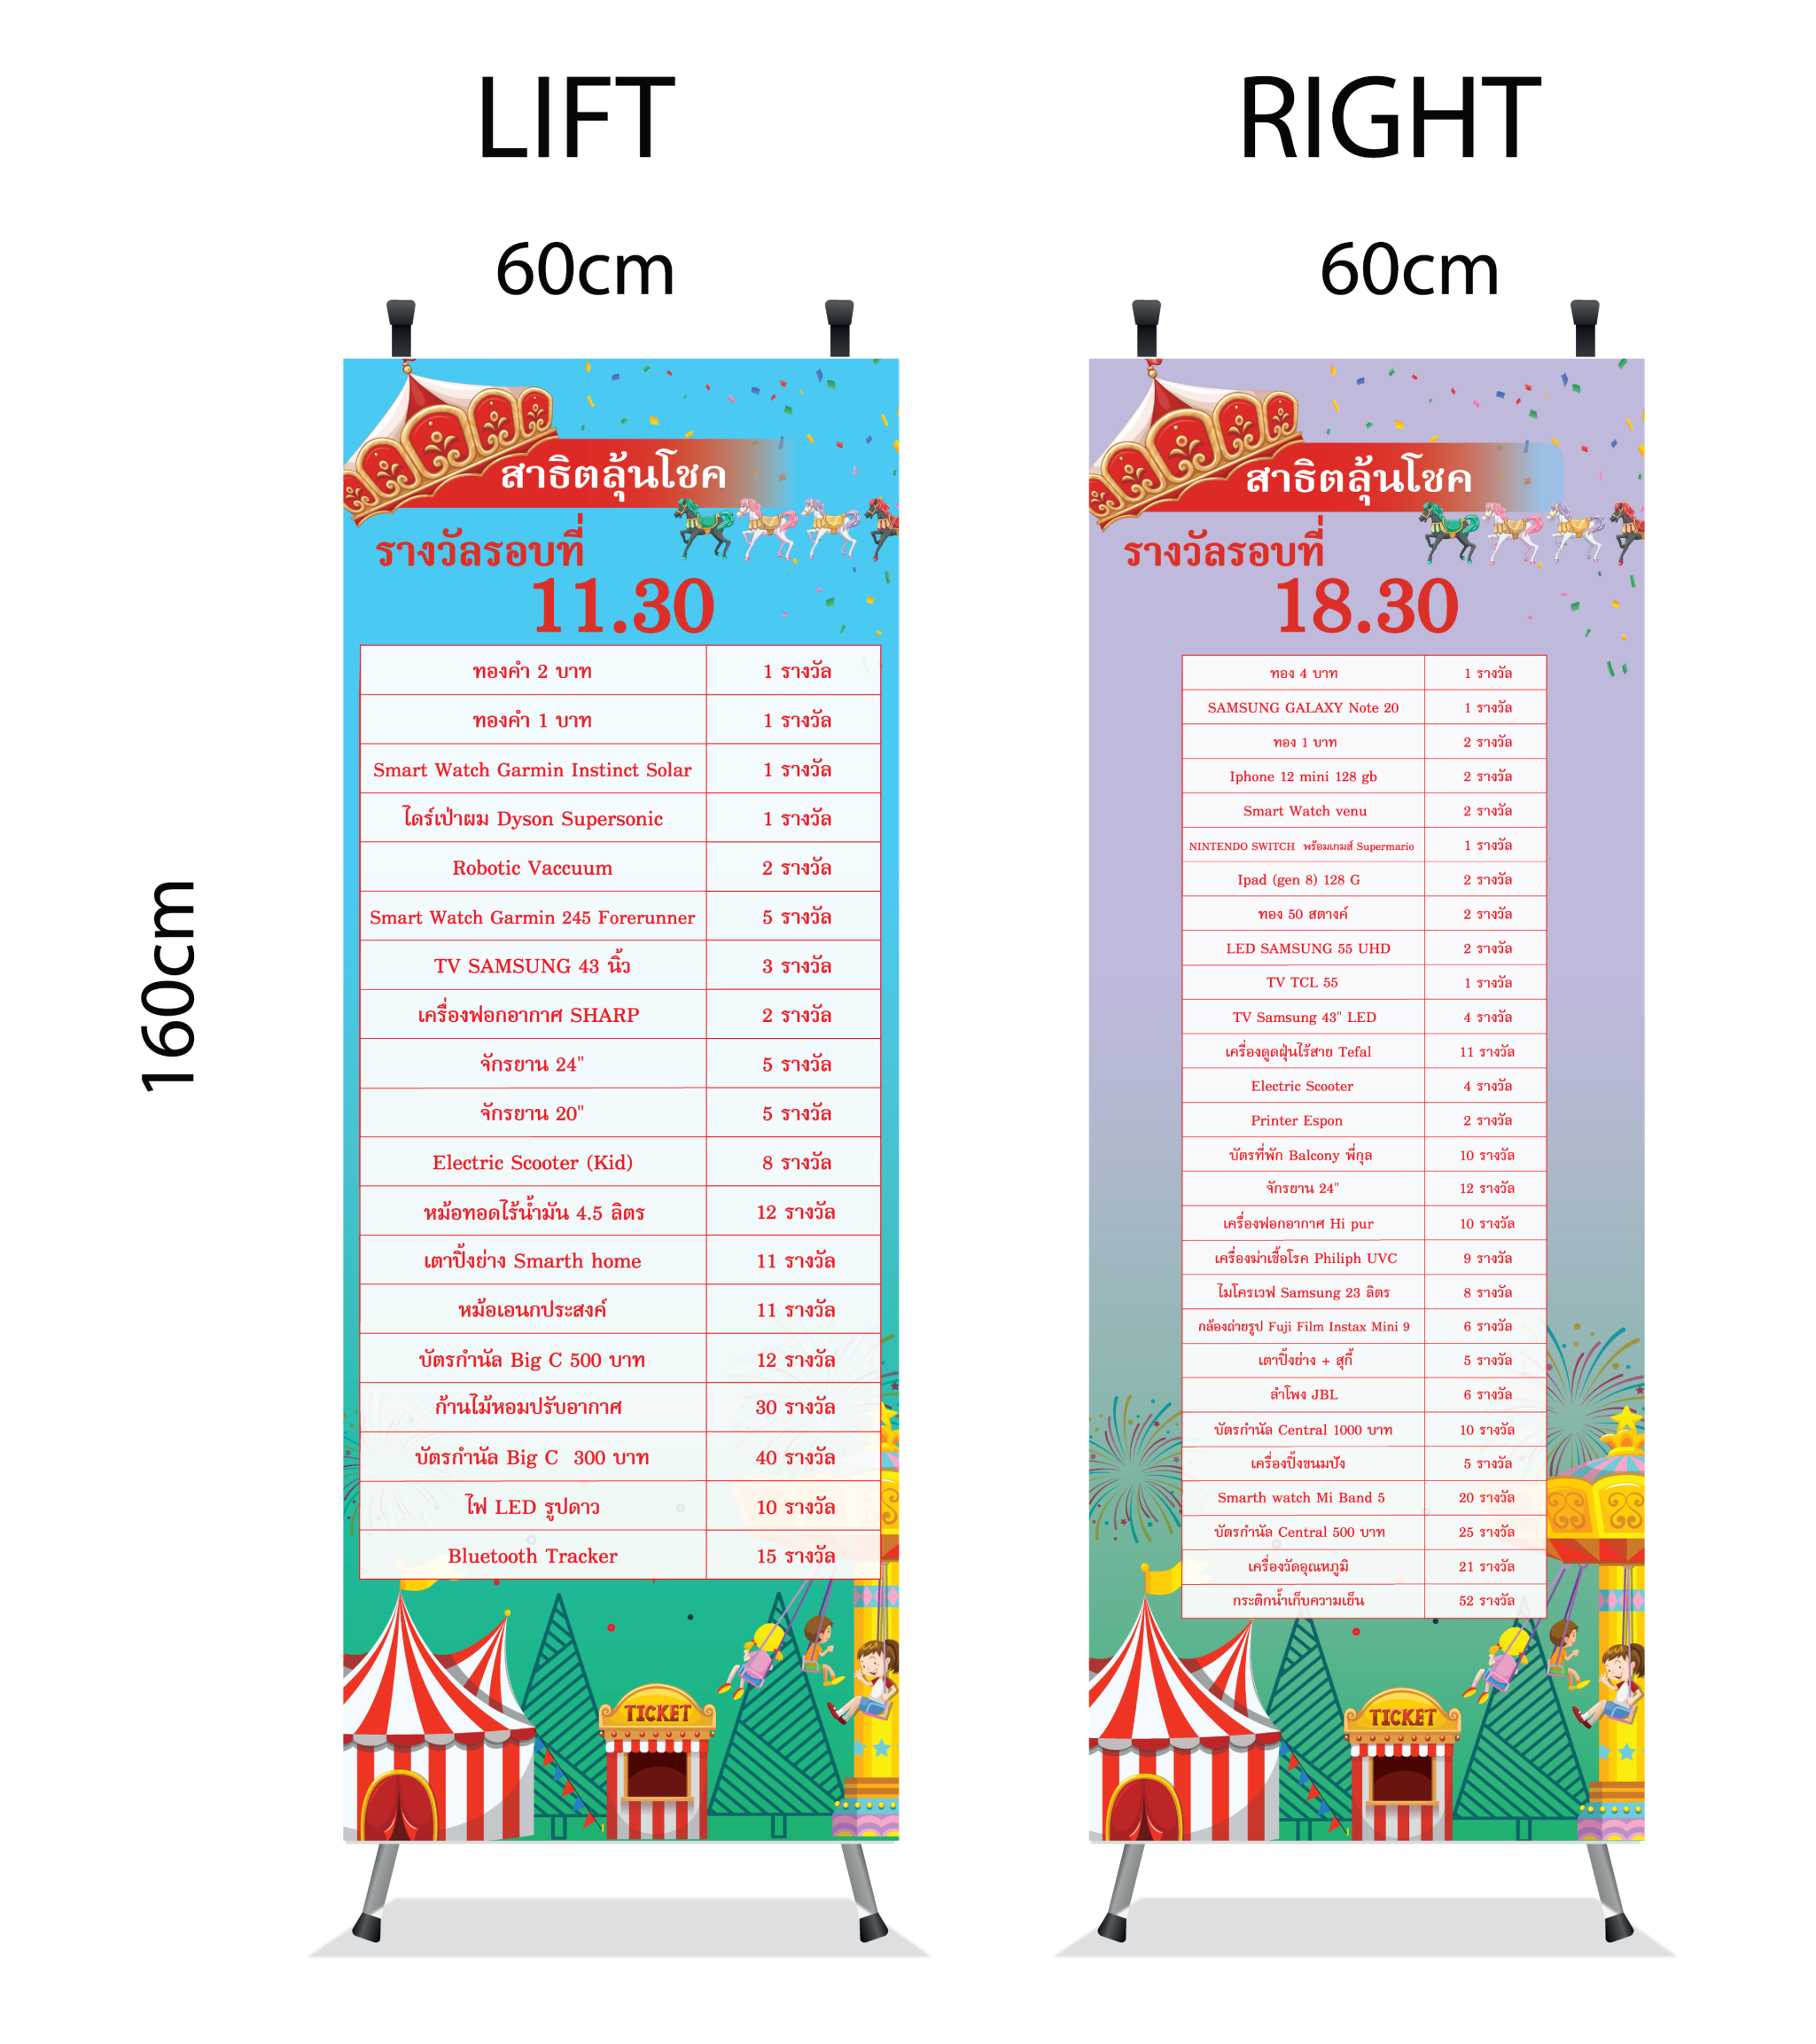 LIFT
RIGHT
60cm
60cm
160cm
สาธิตลุ้นโชค
รางวัลรอบที่
11.30
ทองคำ 2 บาท 1 รางวัล
ทองคำ 1 บาท 1 รางวัล
Smart Watch Garmin Instinct Solar 1 รางวัล
ไดร์เป่าผม Dyson Supersonic 1 รางวัล
Robotic Vaccuum 2 รางวัล
Smart Watch Garmin 245 Forerunner 5 รางวัล
TV SAMSUNG 43 นิ้ว 3 รางวัล
เครื่องฟอกอากาศ SHARP 2 รางวัล
จักรยาน 24" 5 รางวัล
จักรยาน 20" 5 รางวัล
Electric Scooter (Kid) 8 รางวัล
หม้อทอดไร้น้ำมัน 4.5 ลิตร 12 รางวัล
เตาปิ้งย่าง Smarth home 11 รางวัล
หม้อเอนกประสงค์ 11 รางวัล
บัตรกำนัล Big C 500 บาท 12 รางวัล
ก้านไม้หอมปรับอากาศ 30 รางวัล
บัตรกำนัล Big C 300 บาท 40 รางวัล
ไฟ LED รูปดาว 10 รางวัล
Bluetooth Tracker 15 รางวัล
TICKET
สาธิตลุ้นโชค
รางวัลรอบที่
18.30
ทอง 4 บาท 1 รางวัล
SAMSUNG GALAXY Note 20 1 รางวัล
ทอง 1 บาท 2 รางวัล
Iphone 12 mini 128 gb 2 รางวัล
Smart Watch venu 2 รางวัล
NINTENDO SWITCH พร้อมเกมส์ Supermario 1 รางวัล
Ipad (gen 8) 128 G 2 รางวัล
ทอง 50 สตางค์ 2 รางวัล
LED SAMSUNG 55 UHD 2 รางวัล
TV TCL 55 1 รางวัล
TV Samsung 43" LED 4 รางวัล
เครื่องดูดฝุ่นไร้สาย Tefal 11 รางวัล
Electric Scooter 4 รางวัล
Printer Espon 2 รางวัล
บัตรที่พัก Balcony พี่กุล 10 รางวัล
จักรยาน 24" 12 รางวัล
เครื่องฟอกอากาศ Hi pur 10 รางวัล
เครื่องฆ่าเชื้อโรค Philiph UVC 9 รางวัล
ไมโครเวฟ Samsung 23 ลิตร 8 รางวัล
กล้องถ่ายรูป Fuji Film Instax Mini 9 6 รางวัล
เตาปิ้งย่าง + สุกี้ 5 รางวัล
ลำโพง JBL 6 รางวัล
บัตรกำนัล Central 1000 บาท 10 รางวัล
เครื่องปิ้งขนมปัง 5 รางวัล
Smarth watch Mi Band 5 20 รางวัล
บัตรกำนัล Central 500 บาท 25 รางวัล
เครื่องวัดอุณหภูมิ 21 รางวัล
กระติกน้ำเก็บความเย็น 52 รางวัล
TICKET